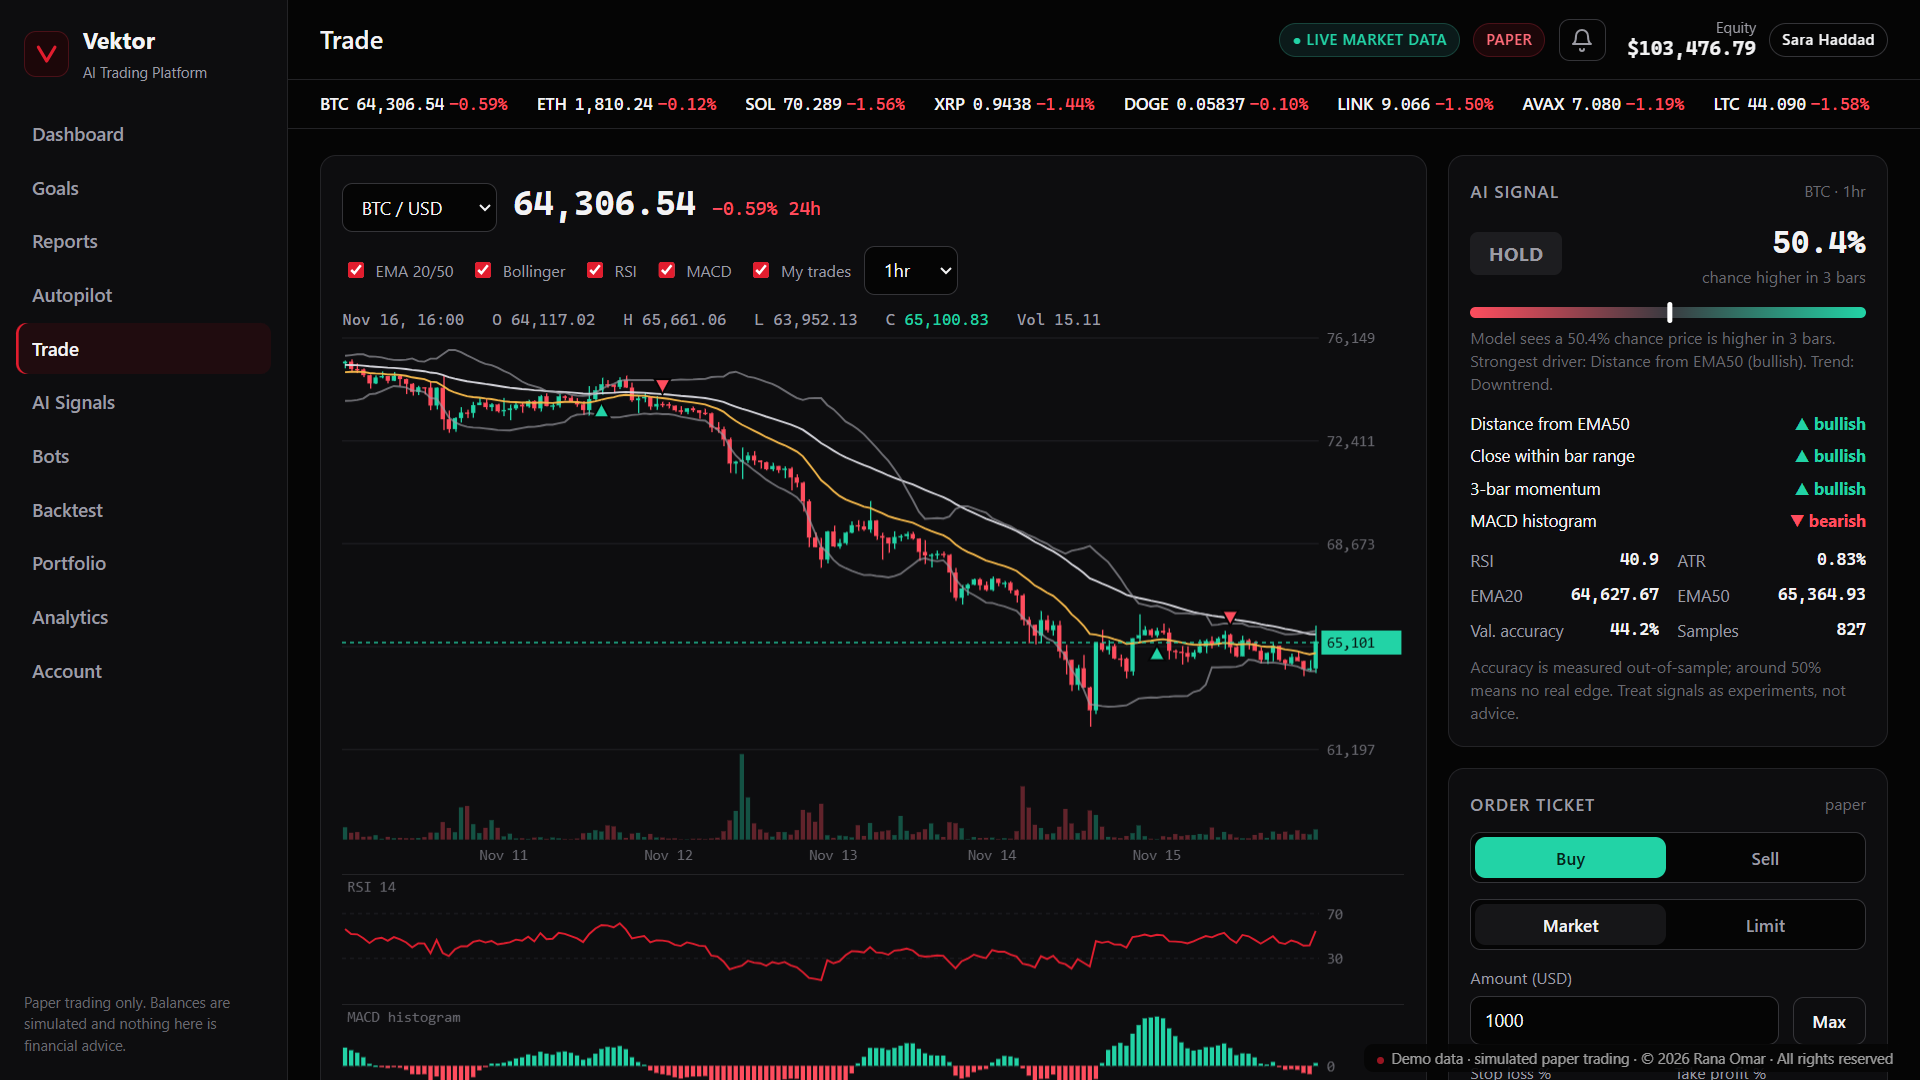 Vektor
AI Trading Platform
Dashboard
Goals
Reports
Autopilot
Trade
AI Signals
Bots
Backtest
Portfolio
Analytics
Account
Paper trading only. Balances are
simulated and nothing here is
financial advice.
Trade
LIVE MARKET DATA
PAPER
Equity
$103,476.79
Sara Haddad
BTC 64,306.54 −0.59% ETH 1,810.24 −0.12% SOL 70.289 −1.56% XRP 0.9438 −1.44% DOGE 0.05837 −0.10% LINK 9.066 −1.50% AVAX 7.080 −1.19% LTC 44.090 −1.58%
BTC / USD 64,306.54 −0.59% 24h
EMA 20/50 Bollinger RSI MACD My trades 1hr
Nov 16, 16:00 O 64,117.02 H 65,661.06 L 63,952.13 C 65,100.83 Vol 15.11
76,149
72,411
68,673
65,101
61,197
Nov 11 Nov 12 Nov 13 Nov 14 Nov 15
RSI 14
70
30
MACD histogram
0
AI SIGNAL BTC · 1hr
HOLD 50.4%
chance higher in 3 bars
Model sees a 50.4% chance price is higher in 3 bars.
Strongest driver: Distance from EMA50 (bullish). Trend:
Downtrend.
Distance from EMA50 ▲ bullish
Close within bar range ▲ bullish
3-bar momentum ▲ bullish
MACD histogram ▼ bearish
RSI 40.9 ATR 0.83%
EMA20 64,627.67 EMA50 65,364.93
Val. accuracy 44.2% Samples 827
Accuracy is measured out-of-sample; around 50%
means no real edge. Treat signals as experiments, not
advice.
ORDER TICKET paper
Buy Sell
Market Limit
Amount (USD)
1000 Max
Stop loss % Take profit %
Demo data · simulated paper trading · © 2026 Rana Omar · All rights reserved